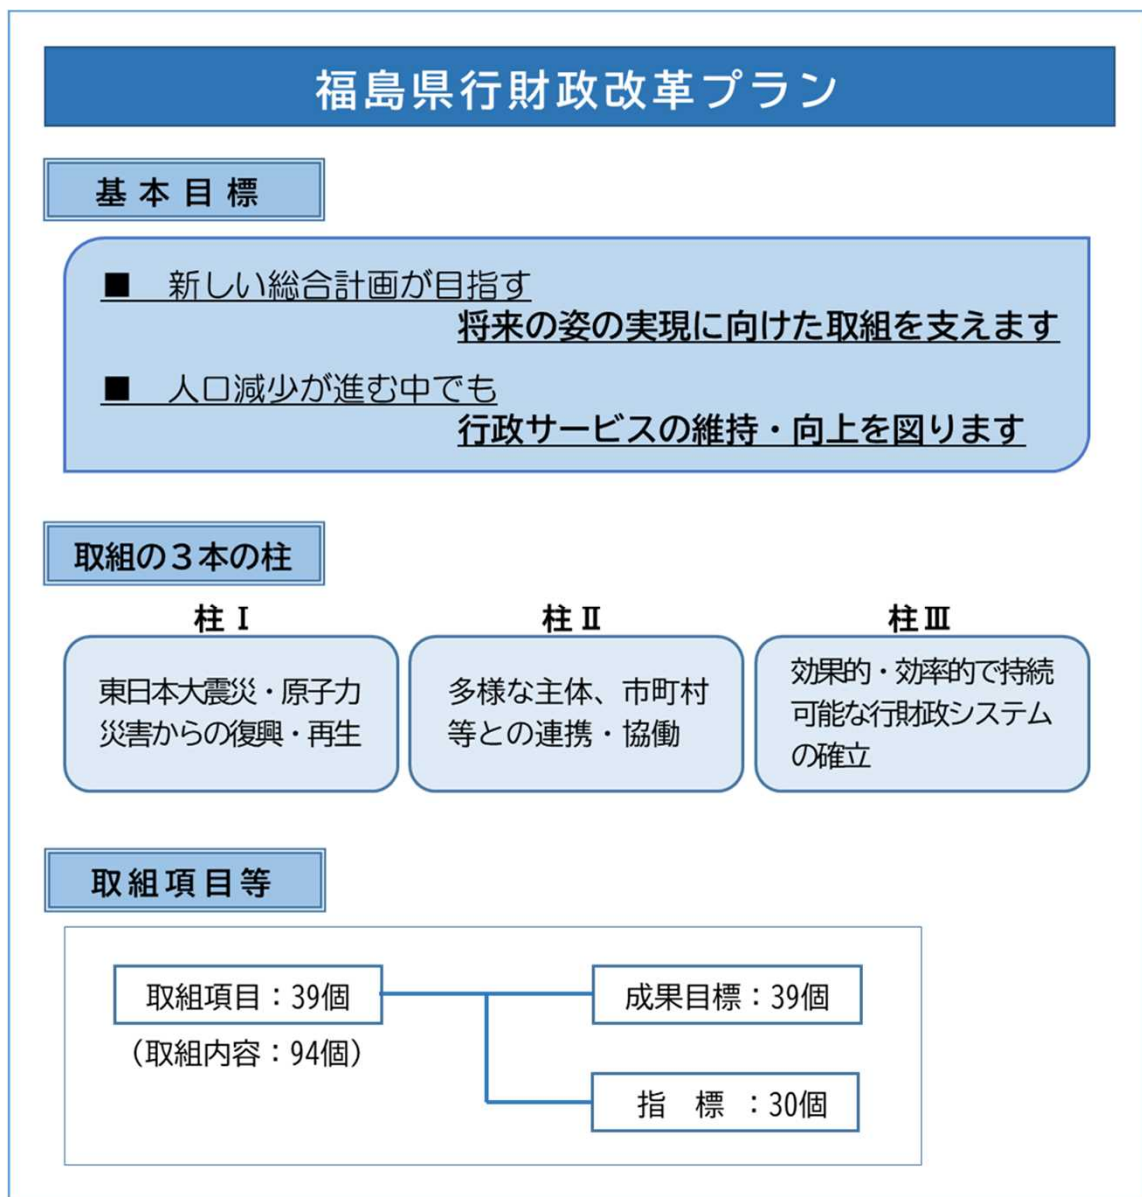 福島県行財政改革プラン
基本目標
■　新しい総合計画が目指す
将来の姿の実現に向けた取組を支えます
■　人口減少が進む中でも
行政サービスの維持・向上を図ります
取組の３本の柱
柱Ⅰ
東日本大震災・原子力
災害からの復興・再生
柱Ⅱ
多様な主体、市町村
等との連携・協働
柱Ⅲ
効果的・効率的で持続
可能な行財政システム
の確立
取組項目等
取組項目：39個
（取組内容：94個）
成果目標：39個
指　標　：30個